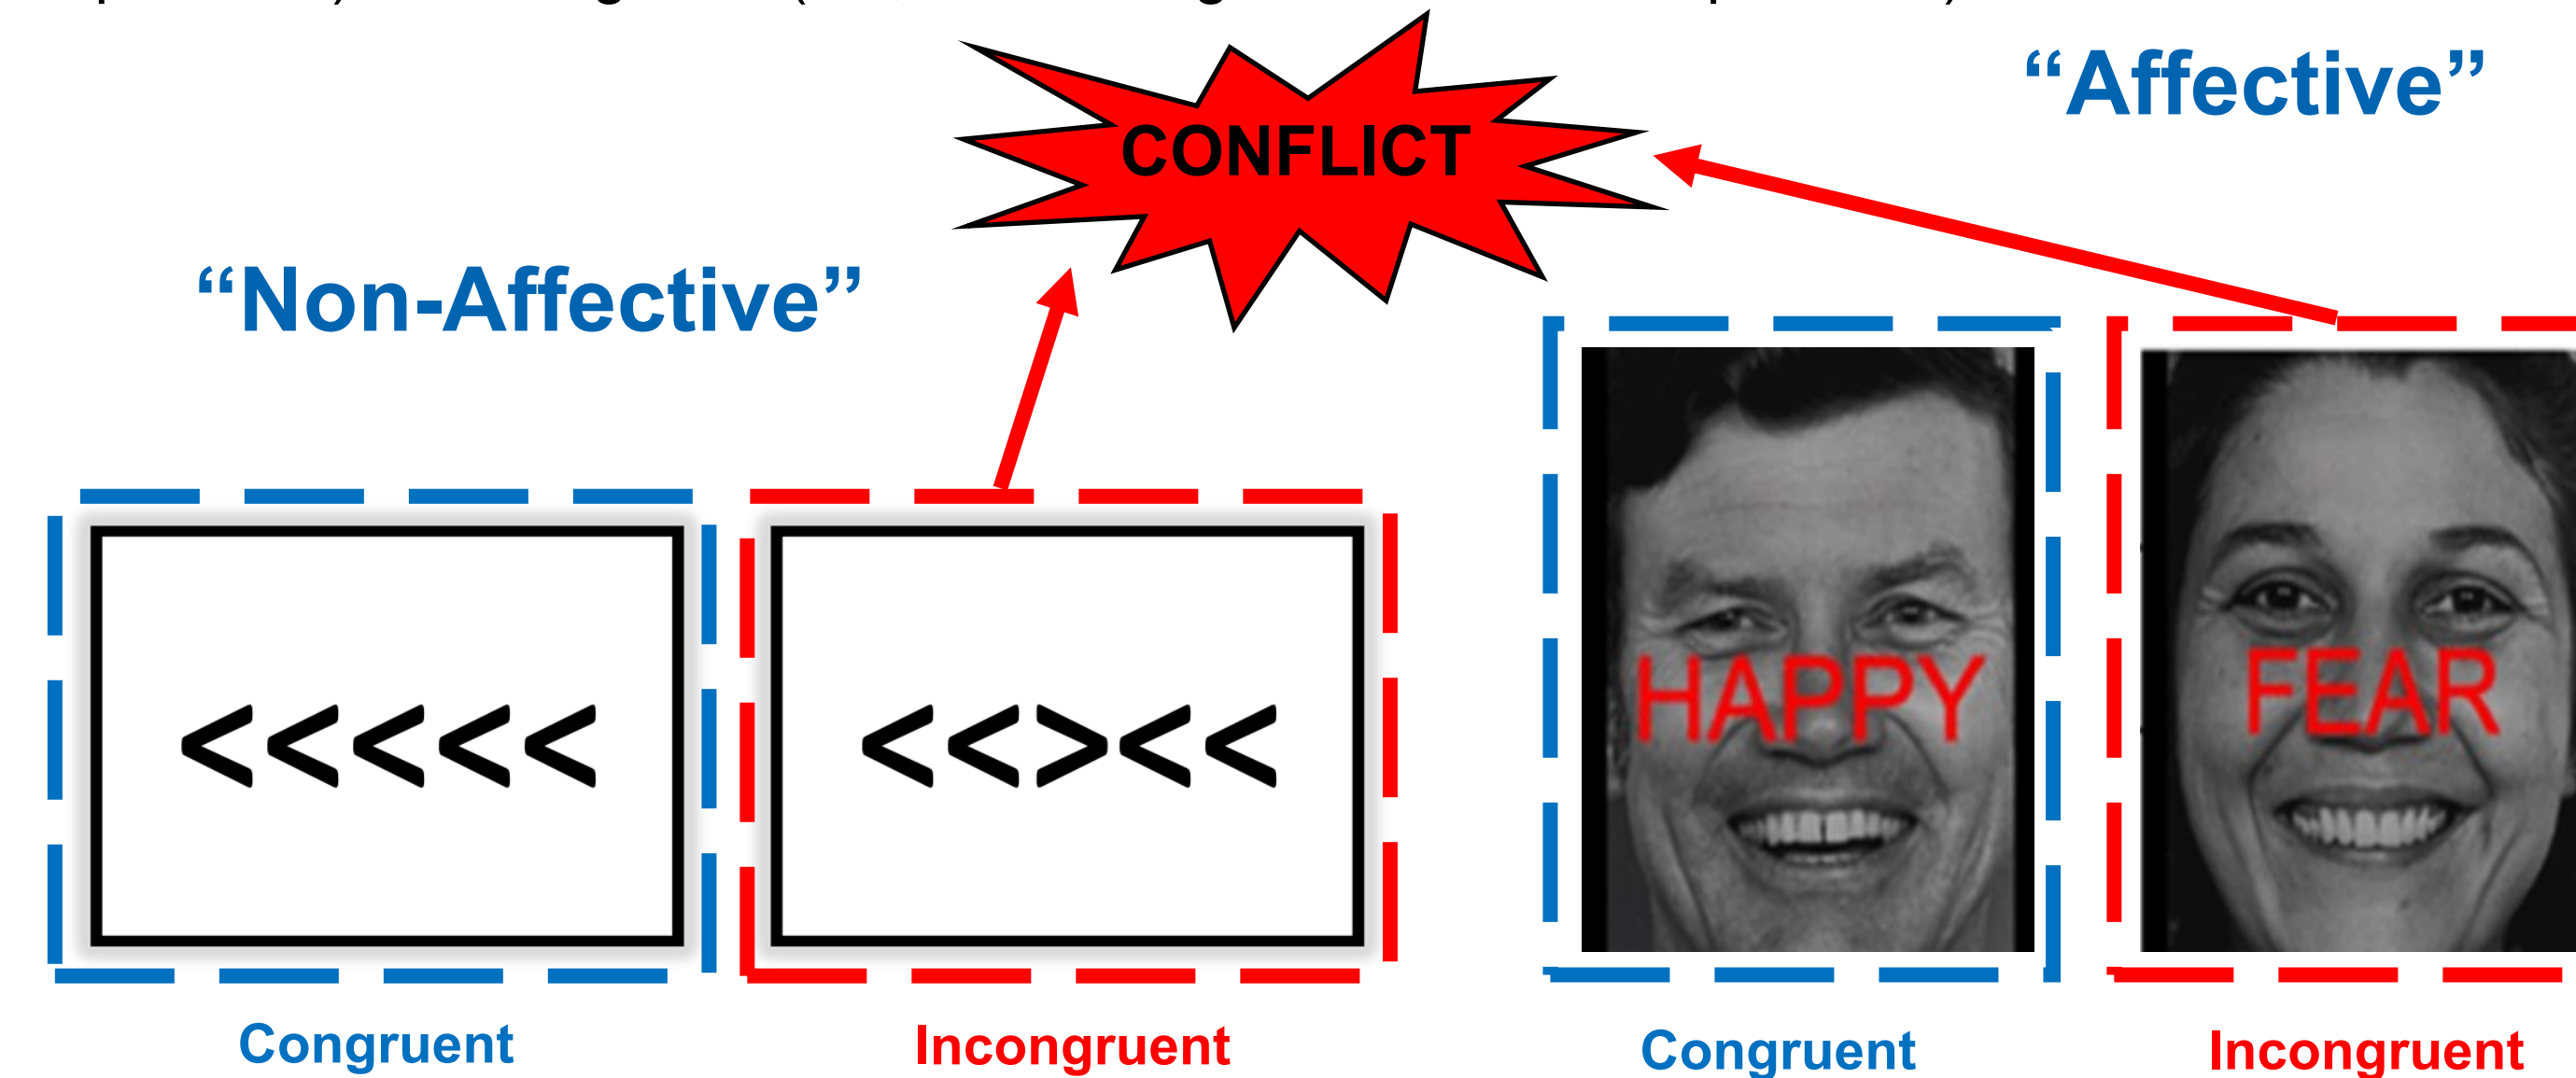 CONFLICT
“Affective”
“Non-Affective”
<<<<<
<<><<
HAPPY
FEAR
Congruent
Incongruent
Congruent
Incongruent